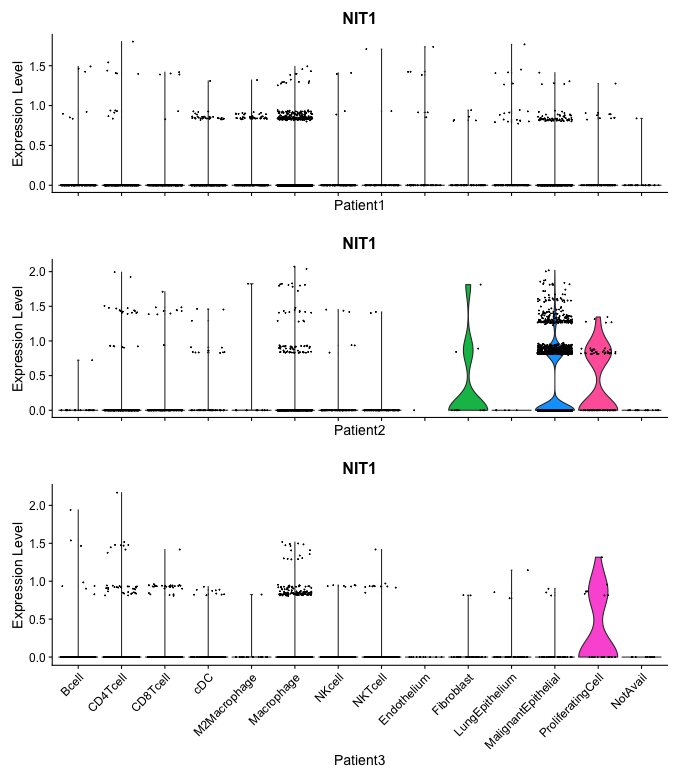 NIT1
Expression Level
1.5
1.0
0.5
0.0
Patient1
NIT1
Expression Level
2.0
1.5
1.0
0.5
0.0
Patient2
NIT1
Expression Level
2.0
1.5
1.0
0.5
0.0
Bcell
CD4Tcell
CD8Tcell
cDC
M2Macrophage
Macrophage
NKcell
NKTcell
Endothelium
Fibroblast
LungEpithelium
MalignantEpithelial
ProliferatingCell
NotAvail
Patient3